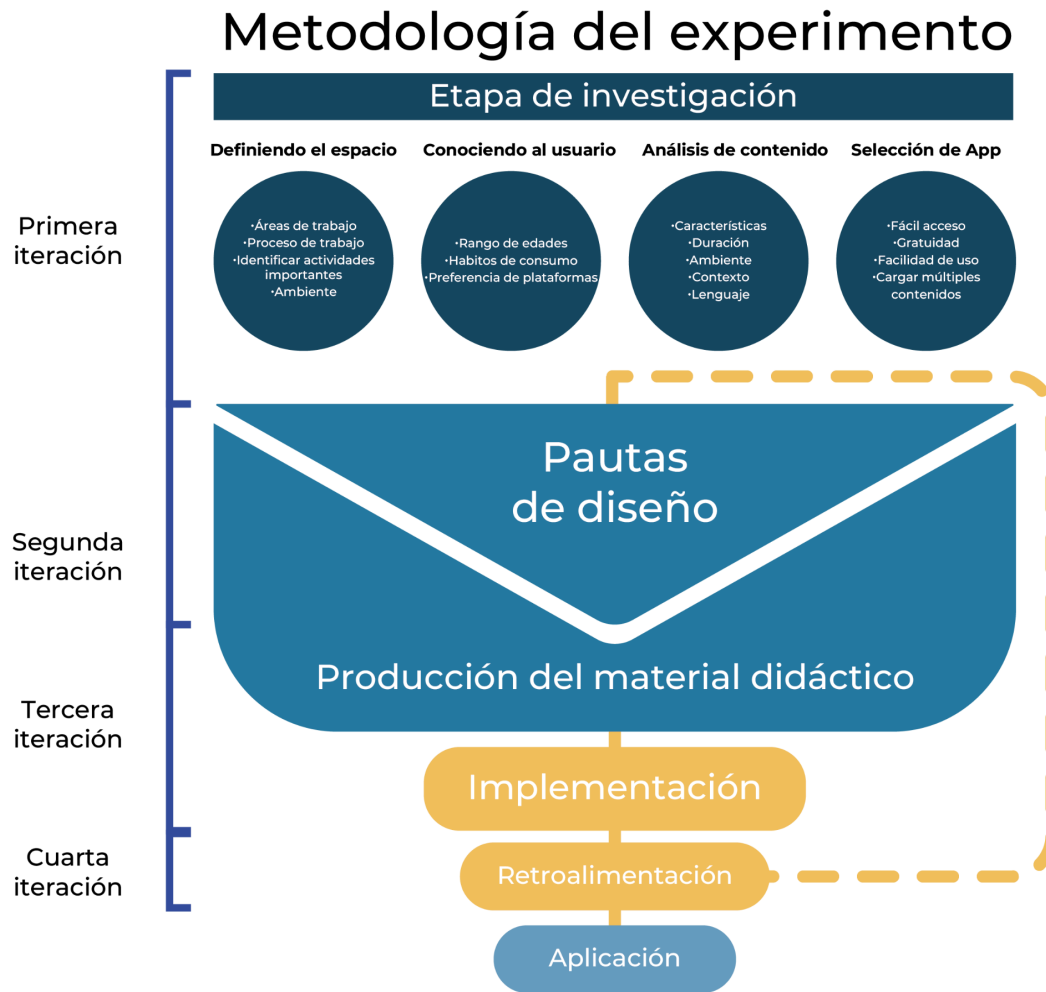 Metodología del experimento
Etapa de investigación
Definiendo el espacio
Conociendo al usuario
Análisis de contenido
Selección de App
Primera
iteración
•Áreas de trabajo
•Proceso de trabajo
•Identificar actividades
importantes
•Ambiente
•Rango de edades
•Habitos de consumo
•Preferencia de plataformas
•Características
•Duración
•Ambiente
•Contexto
•Lenguaje
•Fácil acceso
•Gratuidad
•Facilidad de uso
•Cargar múltiples
contenidos
Segunda
iteración
Pautas
de diseño
Tercera
iteración
Producción del material didáctico
Implementación
Cuarta
iteración
Retroalimentación
Aplicación